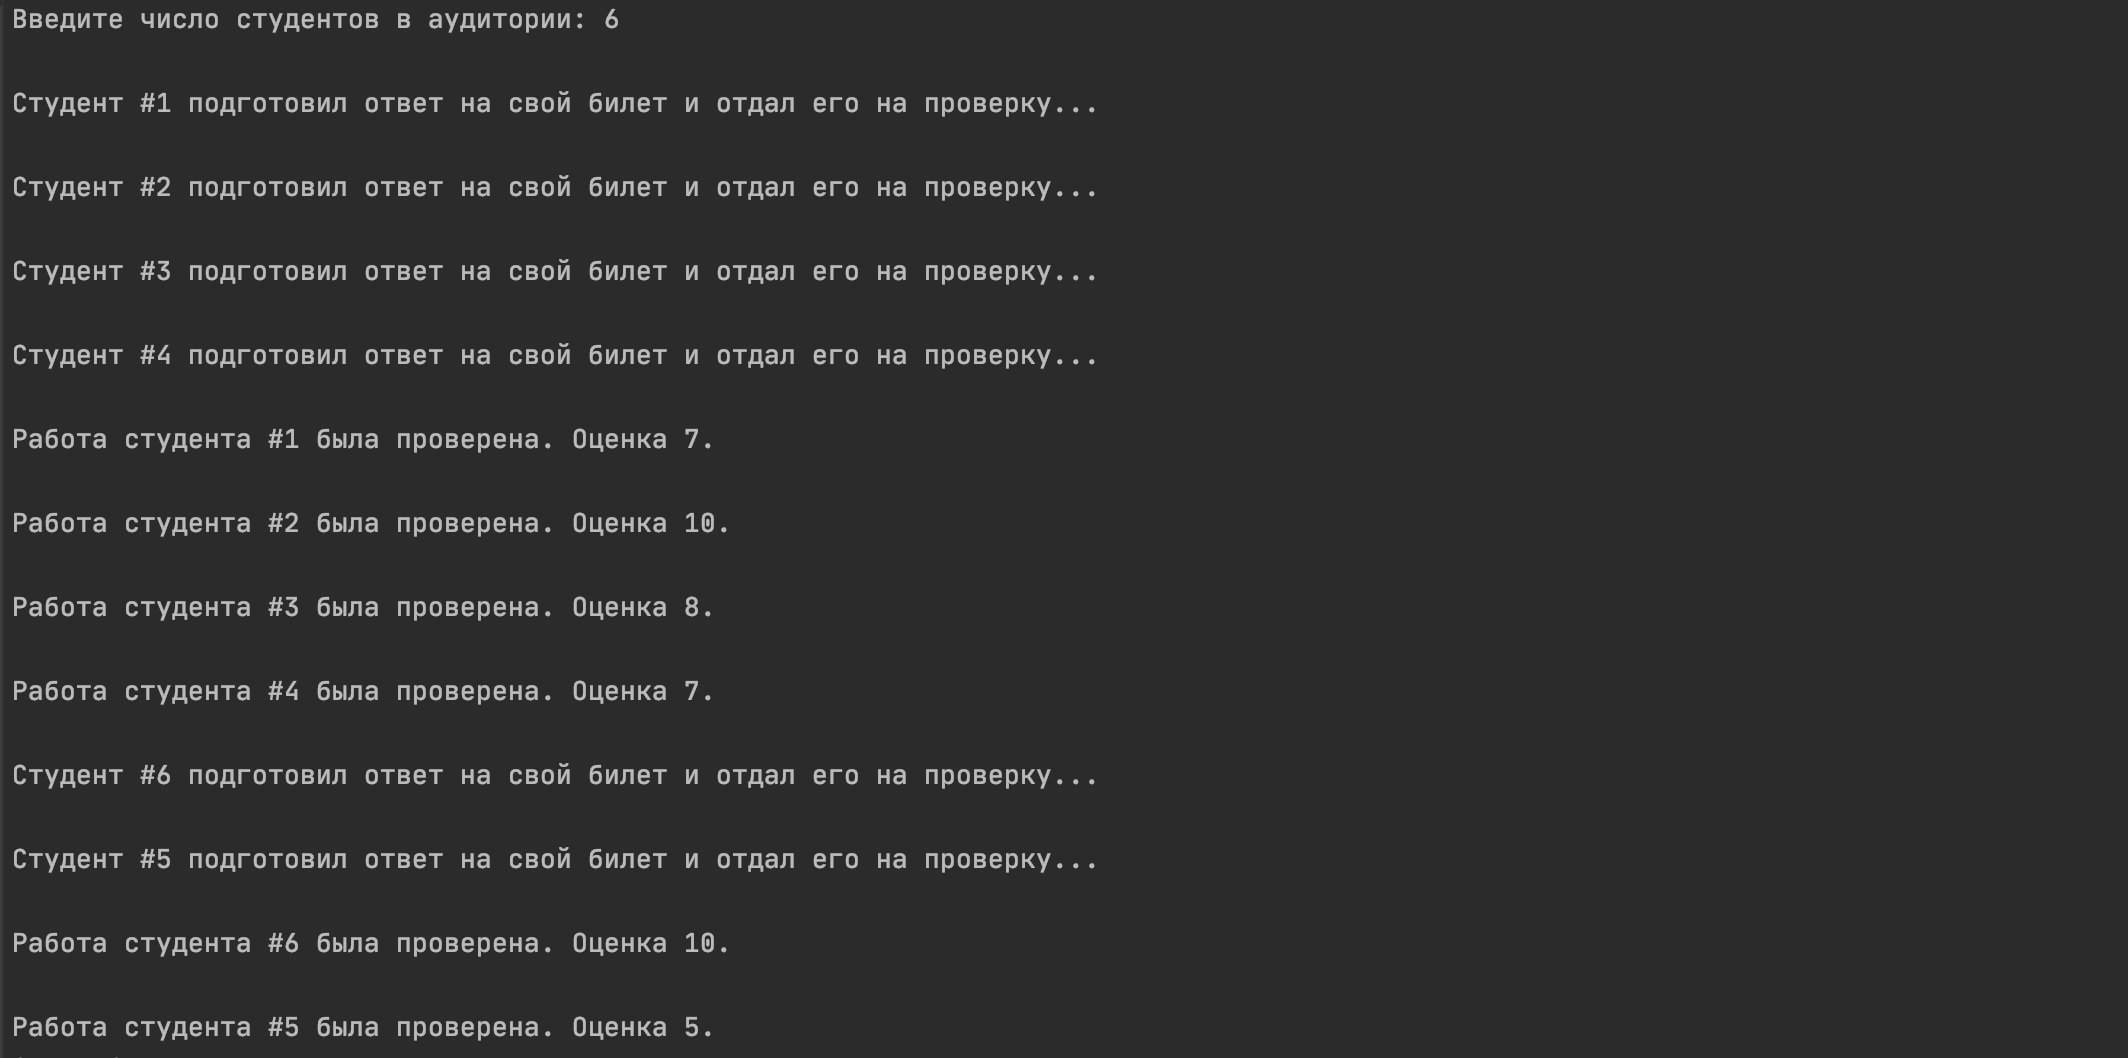 Введите число студентов в аудитории: 6
Студент #1 подготовил ответ на свой билет и отдал его на проверку...
Студент #2 подготовил ответ на свой билет и отдал его на проверку...
Студент #3 подготовил ответ на свой билет и отдал его на проверку...
Студент #4 подготовил ответ на свой билет и отдал его на проверку...
Работа студента #1 была проверена. Оценка 7.
Работа студента #2 была проверена. Оценка 10.
Работа студента #3 была проверена. Оценка 8.
Работа студента #4 была проверена. Оценка 7.
Студент #6 подготовил ответ на свой билет и отдал его на проверку...
Студент #5 подготовил ответ на свой билет и отдал его на проверку...
Работа студента #6 была проверена. Оценка 10.
Работа студента #5 была проверена. Оценка 5.